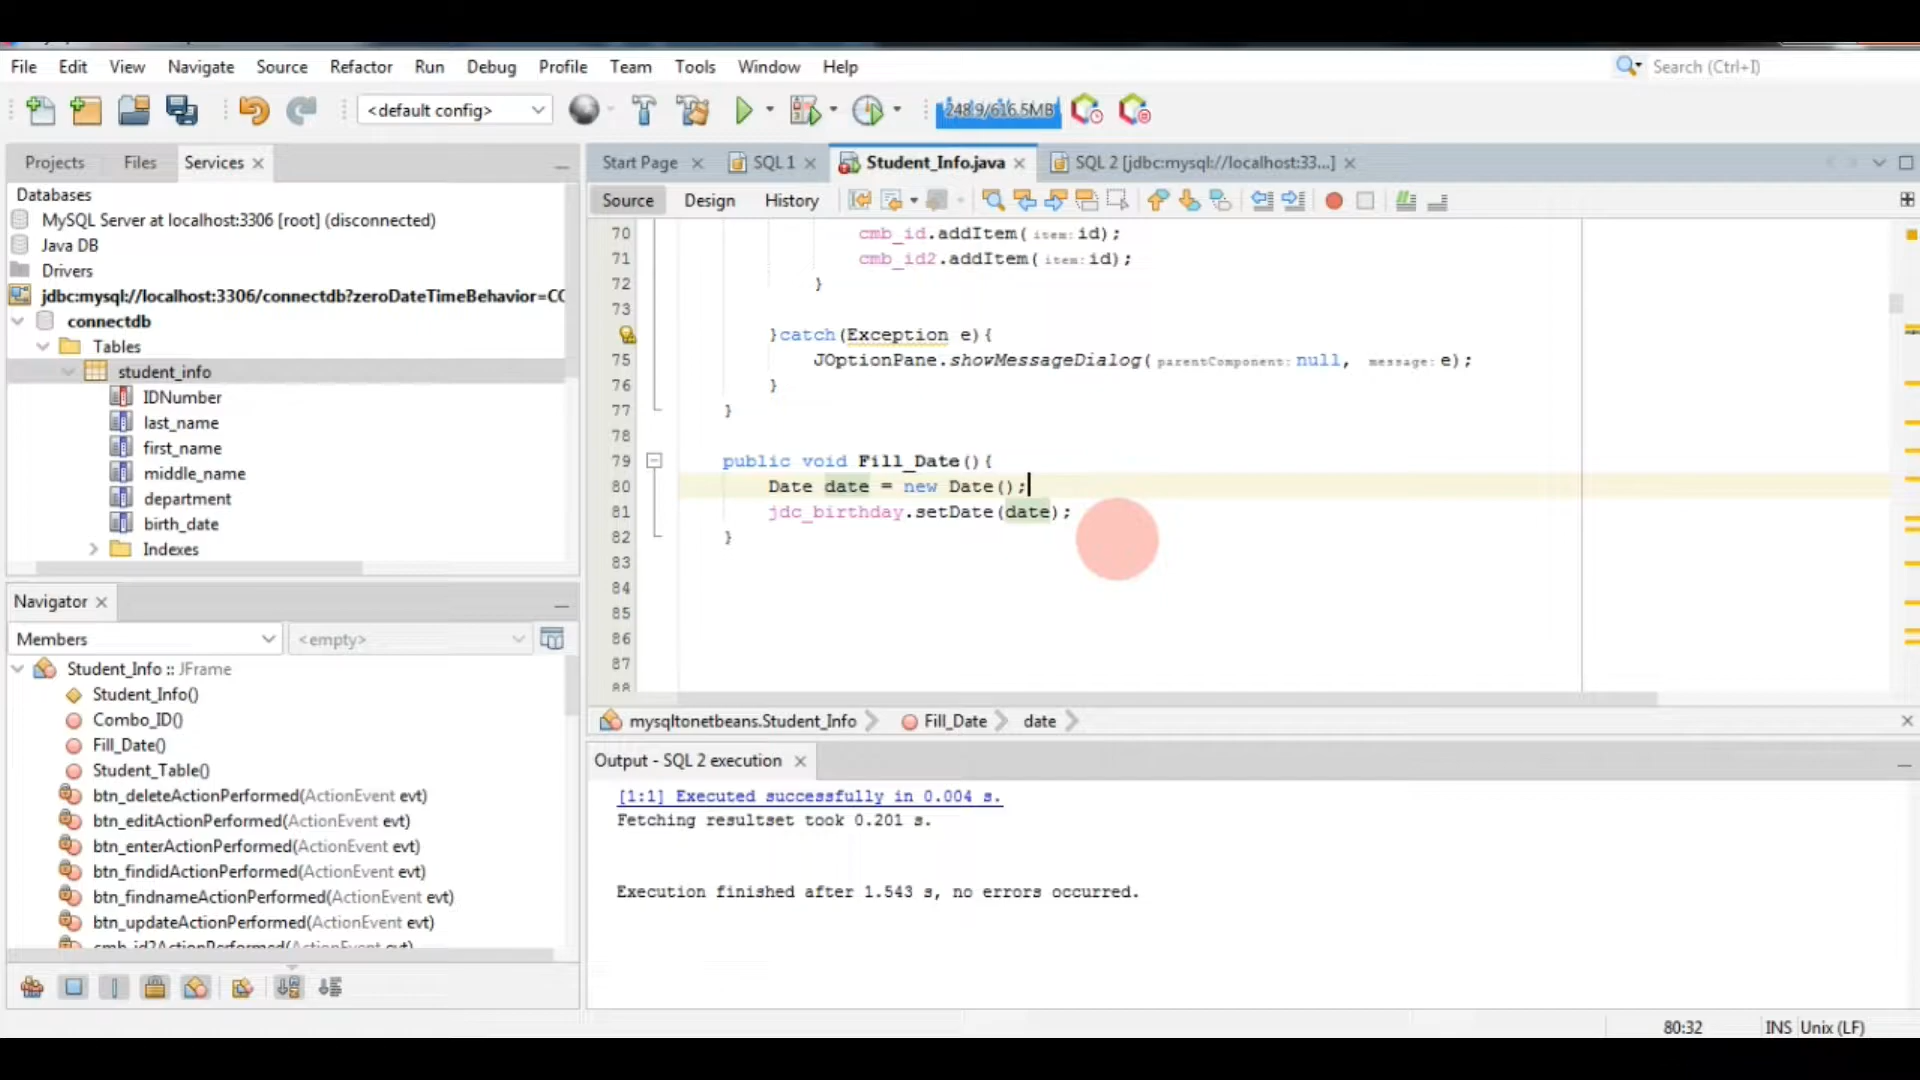 File Edit View Navigate Source Refactor Run Debug Profile Team Tools Window Help
Search (Ctrl+I)
<default config>
248.9/616.5MB
Projects Files Services
Start Page SQL 1 Student_Info.java SQL 2 [jdbc:mysql://localhost:33...]
Databases
MySQL Server at localhost:3306 [root] (disconnected)
Java DB
Drivers
jdbc:mysql://localhost:3306/connectdb?zeroDateTimeBehavior=CO
connectdb
Tables
student_info
IDNumber
last_name
first_name
middle_name
department
birth_date
Indexes
Source Design History
70 cmb_id.addItem( item: id);
71 cmb_id2.addItem( item: id);
72 }
73
}catch(Exception e){
75 JOptionPane.showMessageDialog( parentComponent: null, message: e);
76 }
77 }
78
79 public void Fill_Date(){
80 Date date = new Date();
81 jdc_birthday.setDate(date);
82 }
83
84
85
86
87
88
mysqltonetbeans.Student_Info Fill_Date date
Navigator
Members <empty>
Student_Info :: JFrame
Student_Info()
Combo_ID()
Fill_Date()
Student_Table()
btn_deleteActionPerformed(ActionEvent evt)
btn_editActionPerformed(ActionEvent evt)
btn_enterActionPerformed(ActionEvent evt)
btn_findidActionPerformed(ActionEvent evt)
btn_findnameActionPerformed(ActionEvent evt)
btn_updateActionPerformed(ActionEvent evt)
cmb_id2ActionPerformed(ActionEvent evt)
Output - SQL 2 execution
[1:1] Executed successfully in 0.004 s.
Fetching resultset took 0.201 s.
Execution finished after 1.543 s, no errors occurred.
80:32 INS Unix (LF)